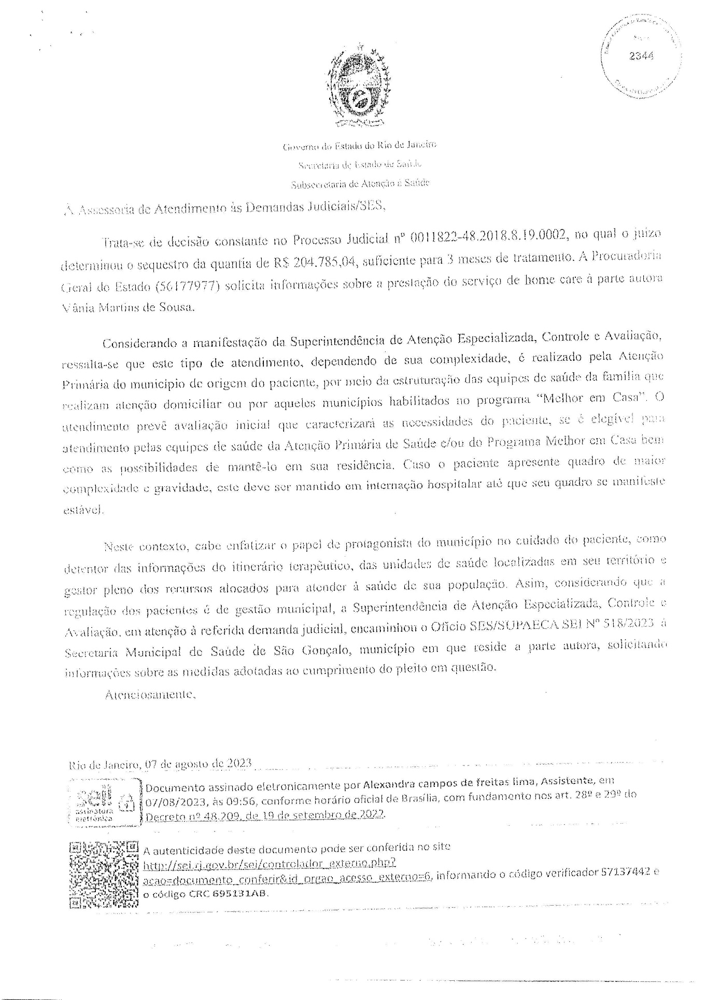 2344
Governo do Estado do Rio de Janeiro
Secretaria de Estado de Saúde
Subsecretaria de Atenção à Saúde
À Assessoria de Atendimento às Demandas Judiciais/SES,
Trata-se de decisão constante no Processo Judicial nº 0011822-48.2018.8.19.0002, no qual o juízo
determinou o sequestro da quantia de R$ 204.785,04, suficiente para 3 meses de tratamento. A Procuradoria
Geral do Estado (56177977) solicita informações sobre a prestação do serviço de home care à parte autora
Vânia Martins de Sousa.
Considerando a manifestação da Superintendência de Atenção Especializada, Controle e Avaliação,
ressalta-se que este tipo de atendimento, dependendo de sua complexidade, é realizado pela Atenção
Primária do município de origem do paciente, por meio da estruturação das equipes de saúde da família que
realizam atenção domiciliar ou por aqueles municípios habilitados no programa “Melhor em Casa”. O
atendimento prevê avaliação inicial que caracterizará as necessidades do paciente, se é elegível para
atendimento pelas equipes de saúde da Atenção Primária de Saúde e/ou do Programa Melhor em Casa bem
como as possibilidades de mantê-lo em sua residência. Caso o paciente apresente quadro de maior
complexidade e gravidade, este deve ser mantido em internação hospitalar até que seu quadro se manifeste
estável.
Neste contexto, cabe enfatizar o papel de protagonista do município no cuidado do paciente, como
detentor das informações do itinerário terapêutico, das unidades de saúde localizadas em seu território e
gestor pleno dos recursos alocados para atender à saúde de sua população. Asim, considerando que a
regulação dos pacientes é de gestão municipal, a Superintendência de Atenção Especializada, Controle e
Avaliação, em atenção à referida demanda judicial, encaminhou o Ofício SES/SUPAECA SEI Nº 518/2023 à
Secretaria Municipal de Saúde de São Gonçalo, município em que reside a parte autora, solicitando
informações sobre as medidas adotadas ao cumprimento do pleito em questão.
Atenciosamente,
Rio de Janeiro, 07 de agosto de 2023
sei!
assinatura
eletrônica
Documento assinado eletronicamente por Alexandra campos de freitas lima, Assistente, em
07/08/2023, às 09:56, conforme horário oficial de Brasília, com fundamento nos art. 28º e 29º do
Decreto nº 48.209, de 19 de setembro de 2022.
A autenticidade deste documento pode ser conferida no site
http://sei.rj.gov.br/sei/controlador_externo.php?
acao=documento_conferir&id_orgao_acesso_externo=6, informando o código verificador 57137442 e
o código CRC 695131AB.